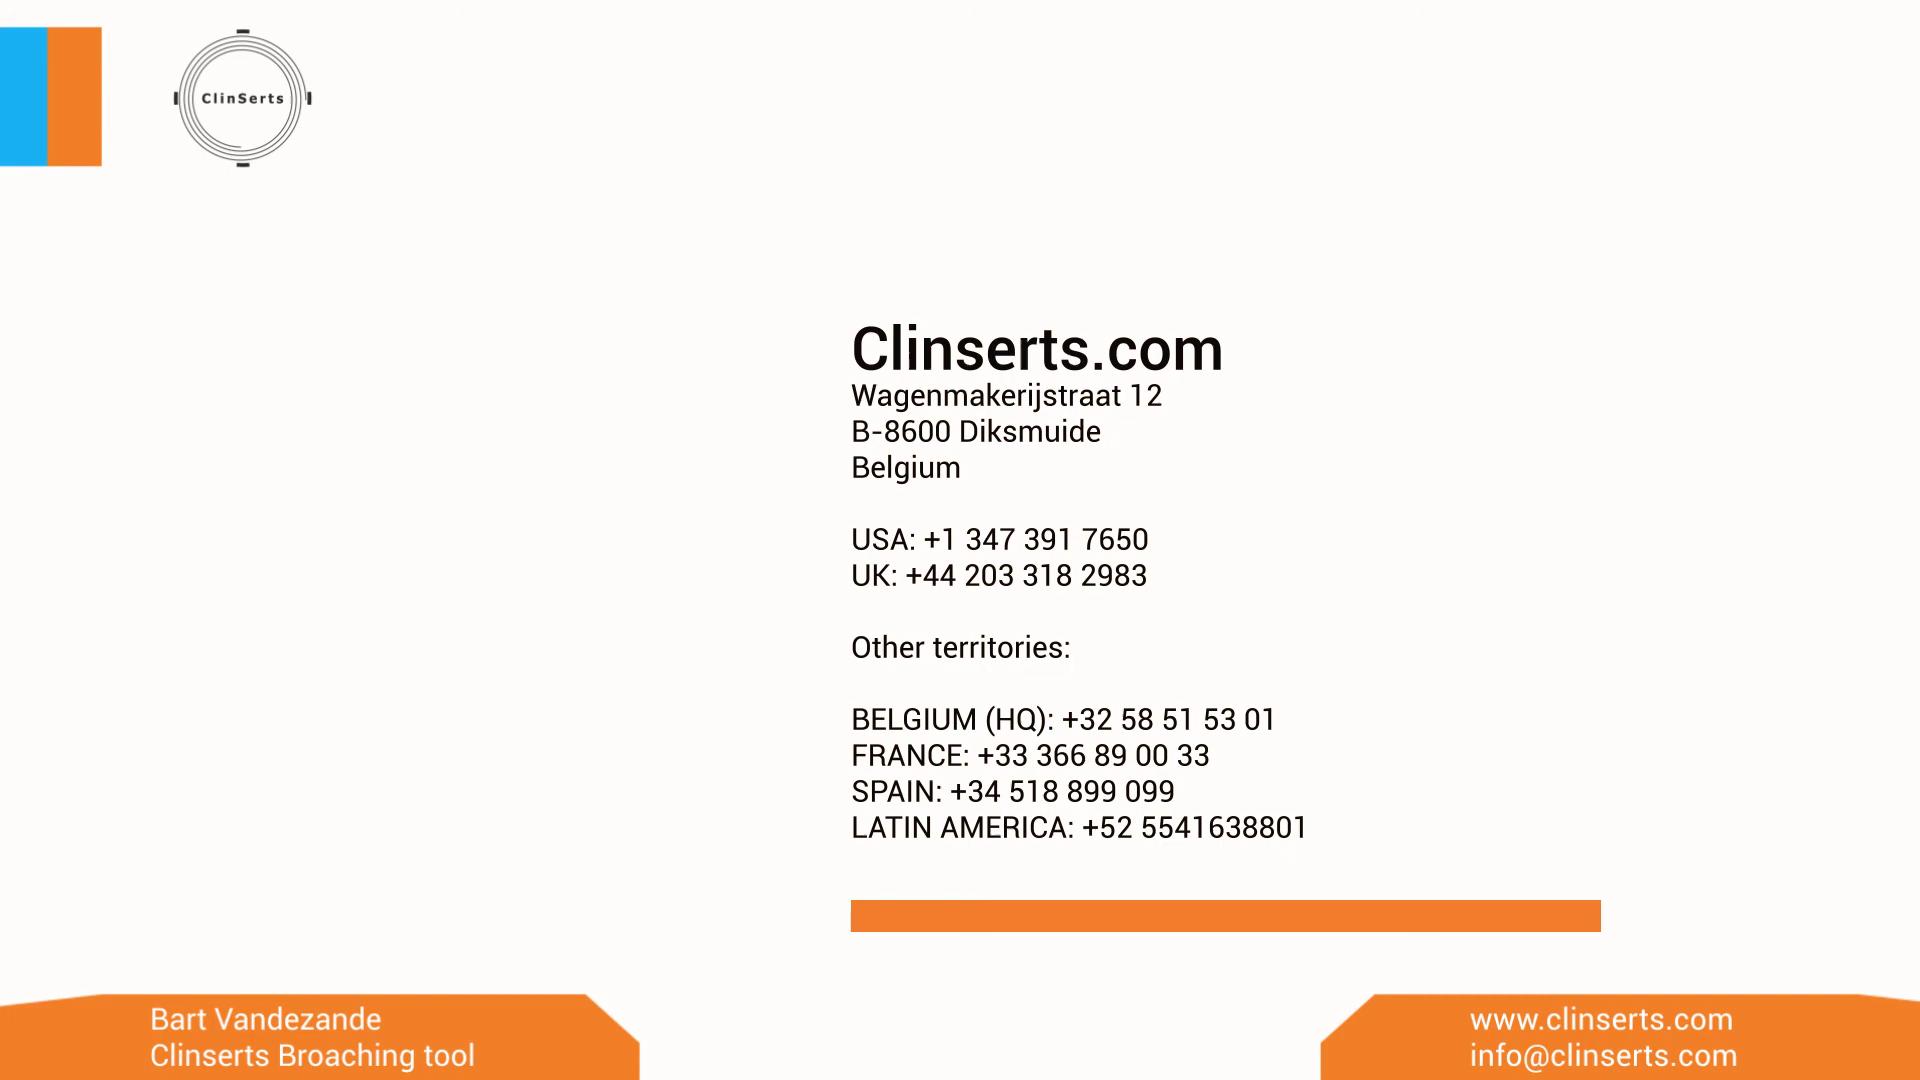 ClinSerts
Clinserts.com
Wagenmakerijstraat 12
B-8600 Diksmuide
Belgium
USA: +1 347 391 7650
UK: +44 203 318 2983
Other territories:
BELGIUM (HQ): +32 58 51 53 01
FRANCE: +33 366 89 00 33
SPAIN: +34 518 899 099
LATIN AMERICA: +52 5541638801
Bart Vandezande
Clinserts Broaching tool
www.clinserts.com
info@clinserts.com